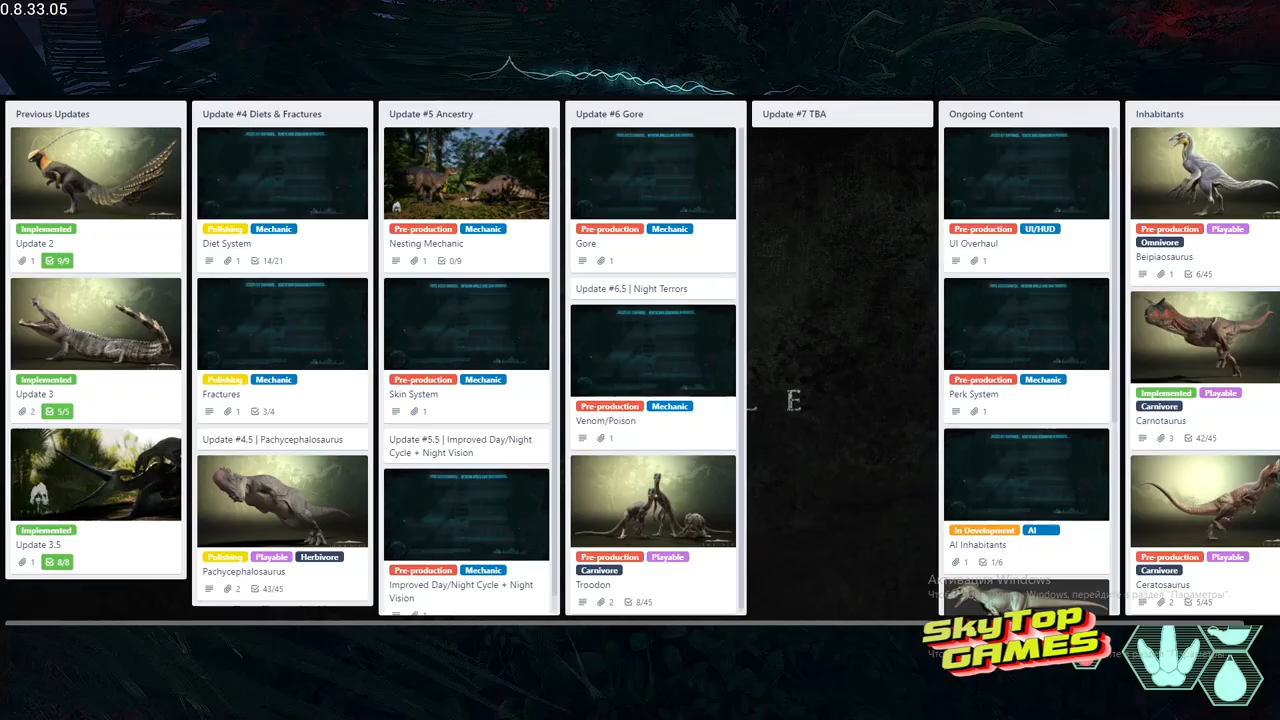 0.8.33.05
Previous Updates
Implemented
Update 2
1 9/9
Implemented
Update 3
2 5/5
Implemented
Update 3.5
1 8/8
Update #4 Diets & Fractures
Polishing Mechanic
Diet System
1 14/21
Polishing Mechanic
Fractures
1 3/4
Update #4.5 | Pachycephalosaurus
Polishing Playable Herbivore
Pachycephalosaurus
2 43/45
Update #5 Ancestry
Pre-production Mechanic
Nesting Mechanic
1 0/9
Pre-production Mechanic
Skin System
1
Update #5.5 | Improved Day/Night
Cycle + Night Vision
Pre-production Mechanic
Improved Day/Night Cycle + Night
Vision
Update #6 Gore
Pre-production Mechanic
Gore
1
Update #6.5 | Night Terrors
Pre-production Mechanic
Venom/Poison
1
Pre-production Playable
Carnivore
Troodon
2 8/45
Update #7 TBA
L E
Ongoing Content
Pre-production UI/HUD
UI Overhaul
1
Pre-production Mechanic
Perk System
1
In Development AI
AI Inhabitants
1 1/6
Inhabitants
Pre-production Playable
Omnivore
Beipiaosaurus
1 6/45
Implemented Playable
Carnivore
Carnotaurus
3 42/45
Pre-production Playable
Carnivore
Ceratosaurus
2 5/45
Активация Windows
Windows, перейдите в раздел "Параметры".
SkyTop
GAMES